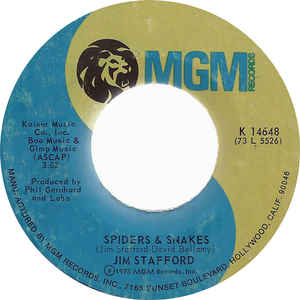 MGM
RECORDS
Kaiser Music
Co., Inc.
Boo Music &
Gimp Music
(ASCAP)
3:02
K 14648
(73 L 5526)
Produced by
Phil Gernhard
and Lobo
SPIDERS & SNAKES
(Jim Stafford-David Bellamy)
JIM STAFFORD
℗ 1973 MGM Records, Inc.
MANUFACTURED BY MGM RECORDS, INC., 7165 SUNSET BOULEVARD, HOLLYWOOD, CALIF. 90046